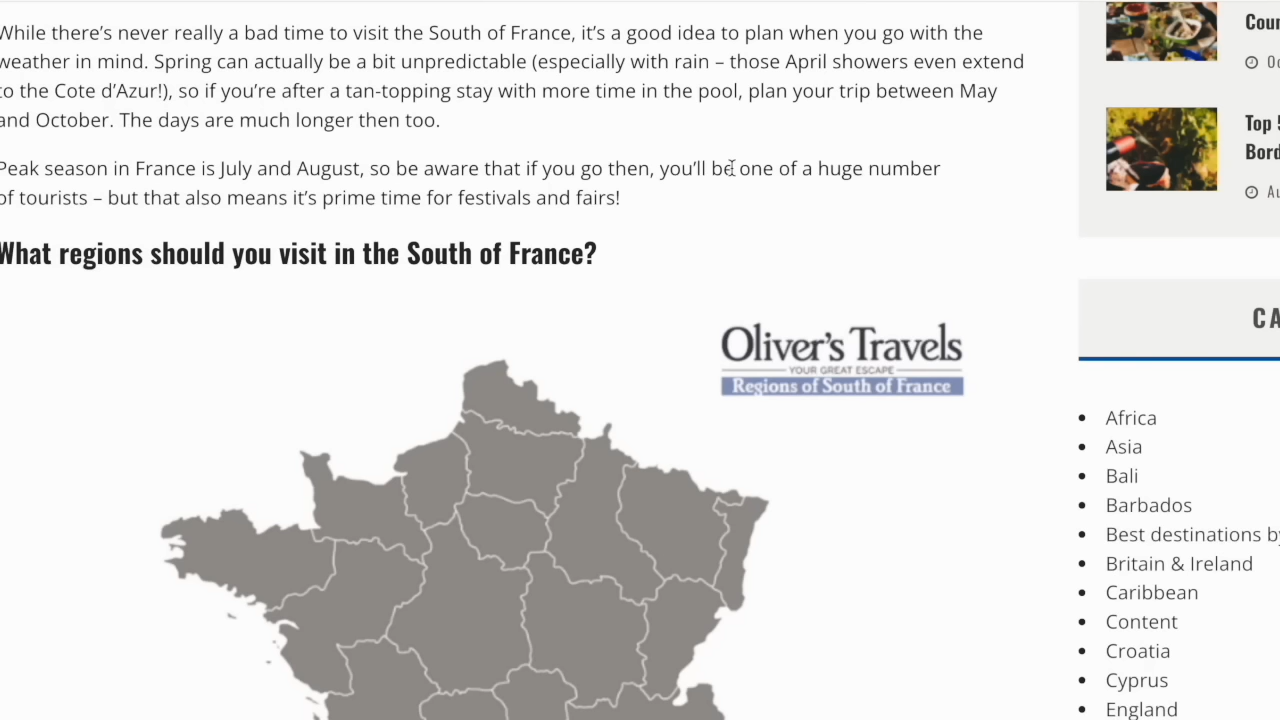 While there's never really a bad time to visit the South of France, it's a good idea to plan when you go with the
weather in mind. Spring can actually be a bit unpredictable (especially with rain – those April showers even extend
to the Cote d'Azur!), so if you're after a tan-topping stay with more time in the pool, plan your trip between May
and October. The days are much longer then too.
Peak season in France is July and August, so be aware that if you go then, you'll be one of a huge number
of tourists – but that also means it's prime time for festivals and fairs!
What regions should you visit in the South of France?
Oliver's Travels
YOUR GREAT ESCAPE
Regions of South of France
Top
Africa
Asia
Bali
Barbados
Best destinations
Britain & Ireland
Caribbean
Content
Croatia
Cyprus
England